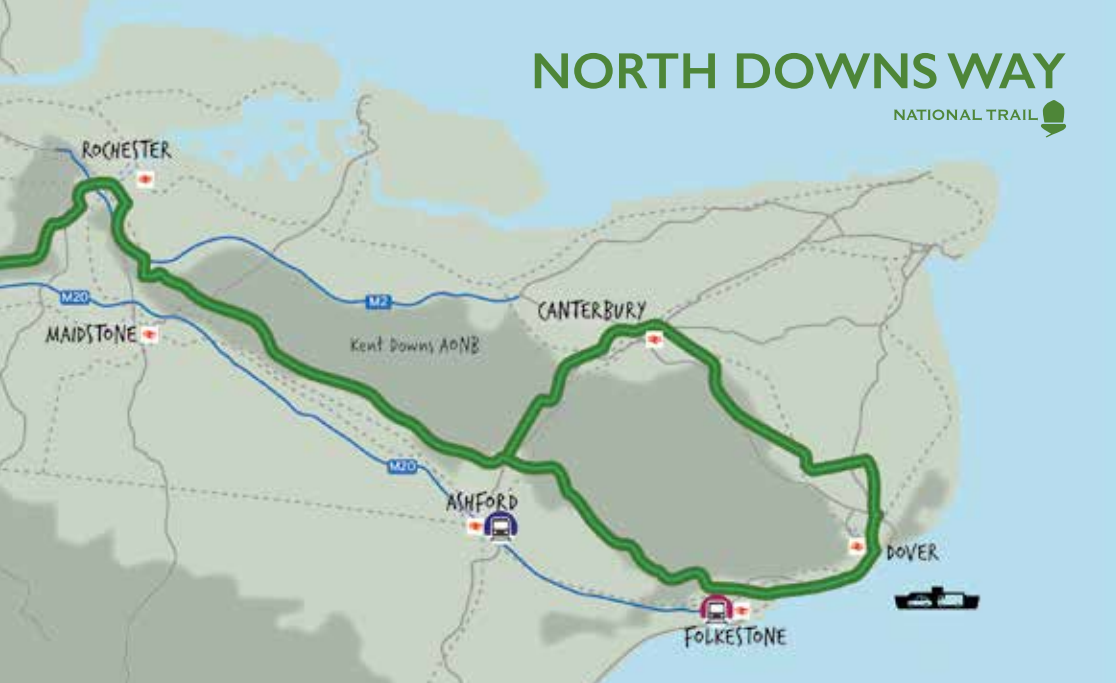 NORTH DOWNS WAY
NATIONAL TRAIL
ROCHESTER
M20
M2
MAIDSTONE
CANTERBURY
Kent Downs AONB
M20
ASHFORD
DOVER
FOLKESTONE